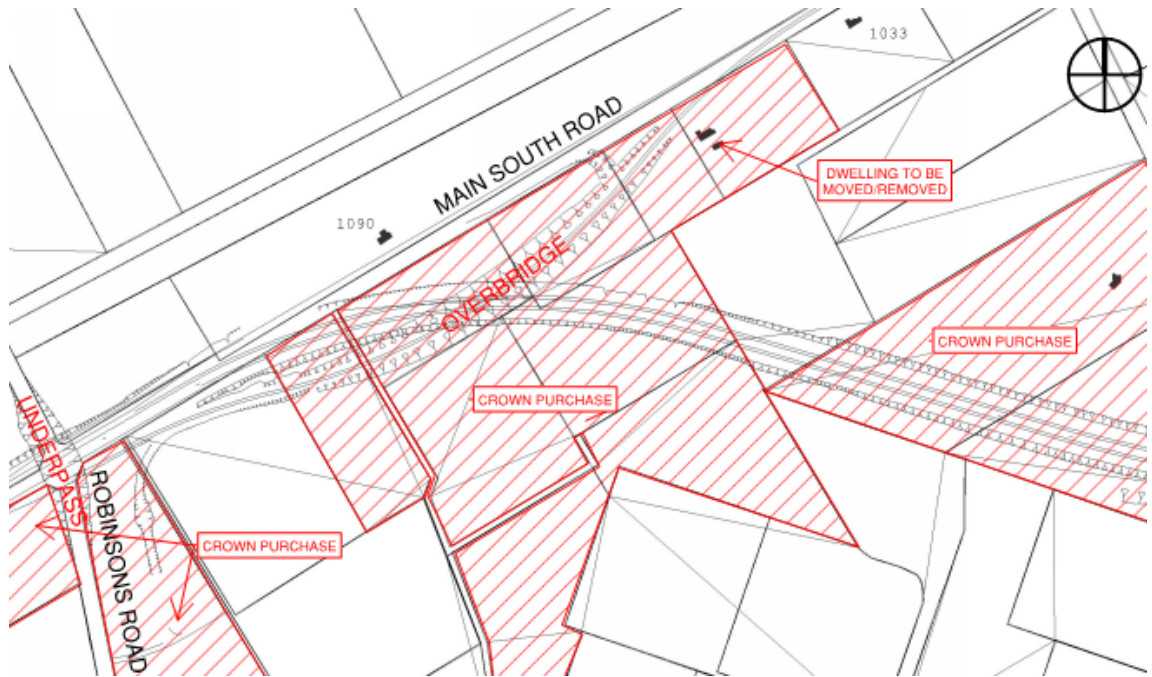 1033
MAIN SOUTH ROAD
DWELLING TO BE
MOVED/REMOVED
1090
OVERBRIDGE
CROWN PURCHASE
CROWN PURCHASE
UNDERPASS
ROBINSONS ROAD
CROWN PURCHASE